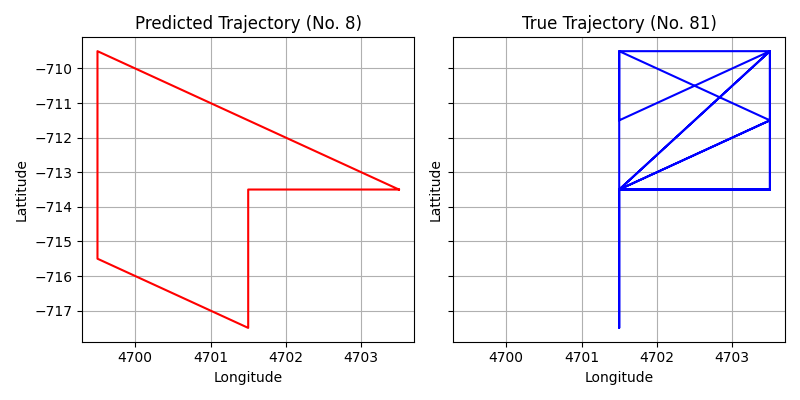 Predicted Trajectory (No. 8)
True Trajectory (No. 81)
−710
−711
−712
−713
−714
−715
−716
−717
Lattitude
Lattitude
4700 4701 4702 4703
4700 4701 4702 4703
Longitude
Longitude